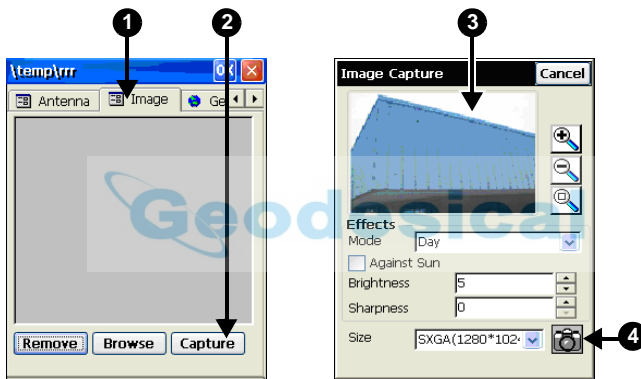 1
2
3
4
\temp\rrr
OK
Antenna
Image
Ge
Remove
Browse
Capture
Image Capture
Cancel
Effects
Mode
Day
Against Sun
Brightness
5
Sharpness
0
Size
SXGA(1280*102
Geodesical